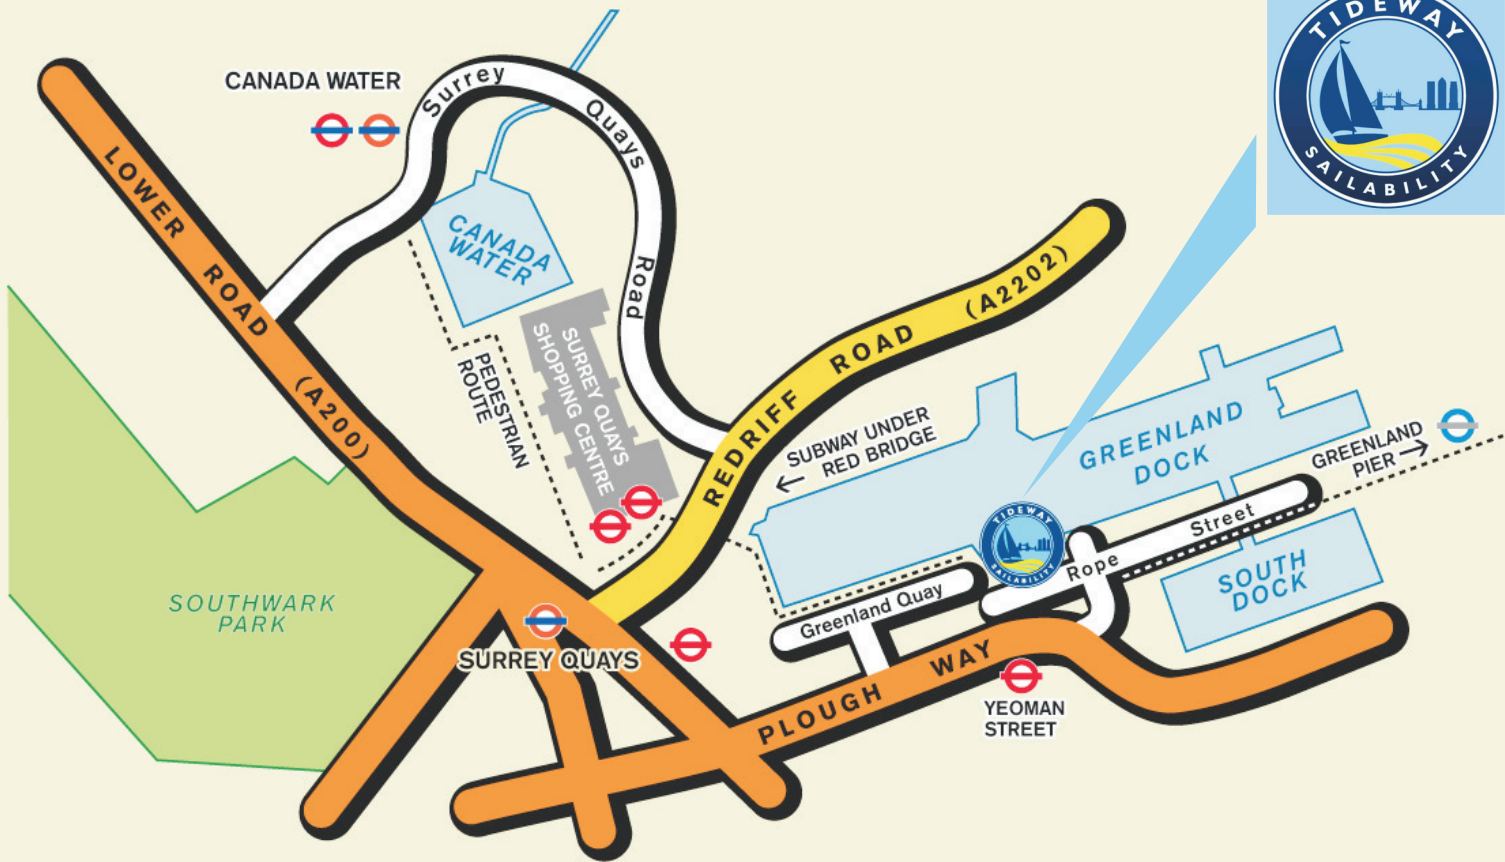 TIDEWAY
SAILABILITY
CANADA WATER
Surrey
Quays
Road
LOWER ROAD (A200)
CANADA
WATER
PEDESTRIAN
ROUTE
SURREY QUAYS
SHOPPING CENTRE
REDRIFF ROAD (A2202)
SUBWAY UNDER
RED BRIDGE
←
GREENLAND
DOCK
GREENLAND
PIER →
TIDEWAY
SAILABILITY
Rope Street
SOUTH
DOCK
Greenland Quay
SOUTHWARK
PARK
SURREY QUAYS
PLOUGH WAY
YEOMAN
STREET